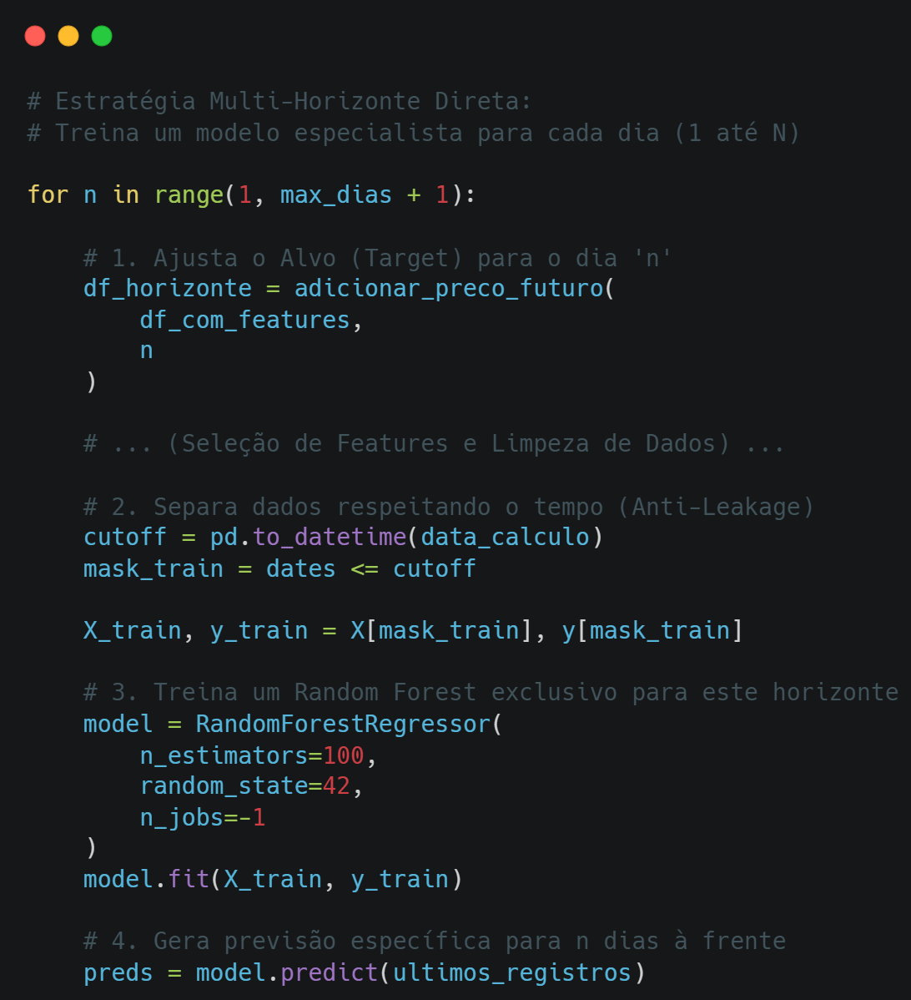 # Estratégia Multi-Horizonte Direta:
# Treina um modelo especialista para cada dia (1 até N)
for n in range(1, max_dias + 1):
    # 1. Ajusta o Alvo (Target) para o dia 'n'
    df_horizonte = adicionar_preco_futuro(
        df_com_features,
        n
    )
    # ... (Seleção de Features e Limpeza de Dados) ...
    # 2. Separa dados respeitando o tempo (Anti-Leakage)
    cutoff = pd.to_datetime(data_calculo)
    mask_train = dates <= cutoff
    X_train, y_train = X[mask_train], y[mask_train]
    # 3. Treina um Random Forest exclusivo para este horizonte
    model = RandomForestRegressor(
        n_estimators=100,
        random_state=42,
        n_jobs=-1
    )
    model.fit(X_train, y_train)
    # 4. Gera previsão específica para n dias à frente
    preds = model.predict(ultimos_registros)